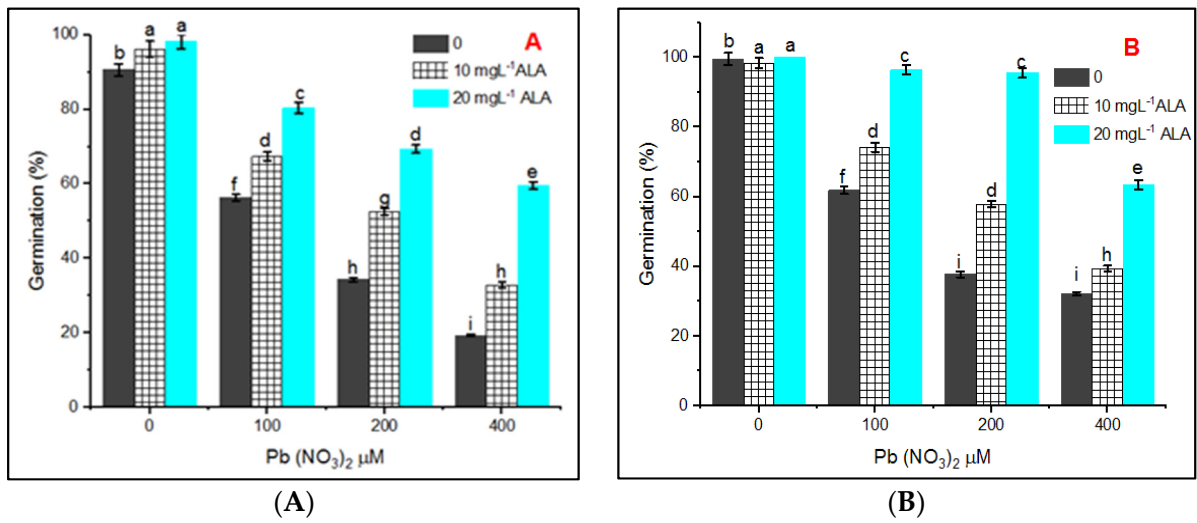 A
0
10 mgL⁻¹ALA
20 mgL⁻¹ ALA
b a a
f d c
h g d
i h e
Germination (%)
100
80
60
40
20
0
0 100 200 400
Pb (NO₃)₂ μM
(A)
B
0
10 mgL⁻¹ALA
20 mgL⁻¹ ALA
b a a
f d c
i d c
i h e
Germination (%)
100
80
60
40
20
0
0 100 200 400
Pb (NO₃)₂ μM
(B)